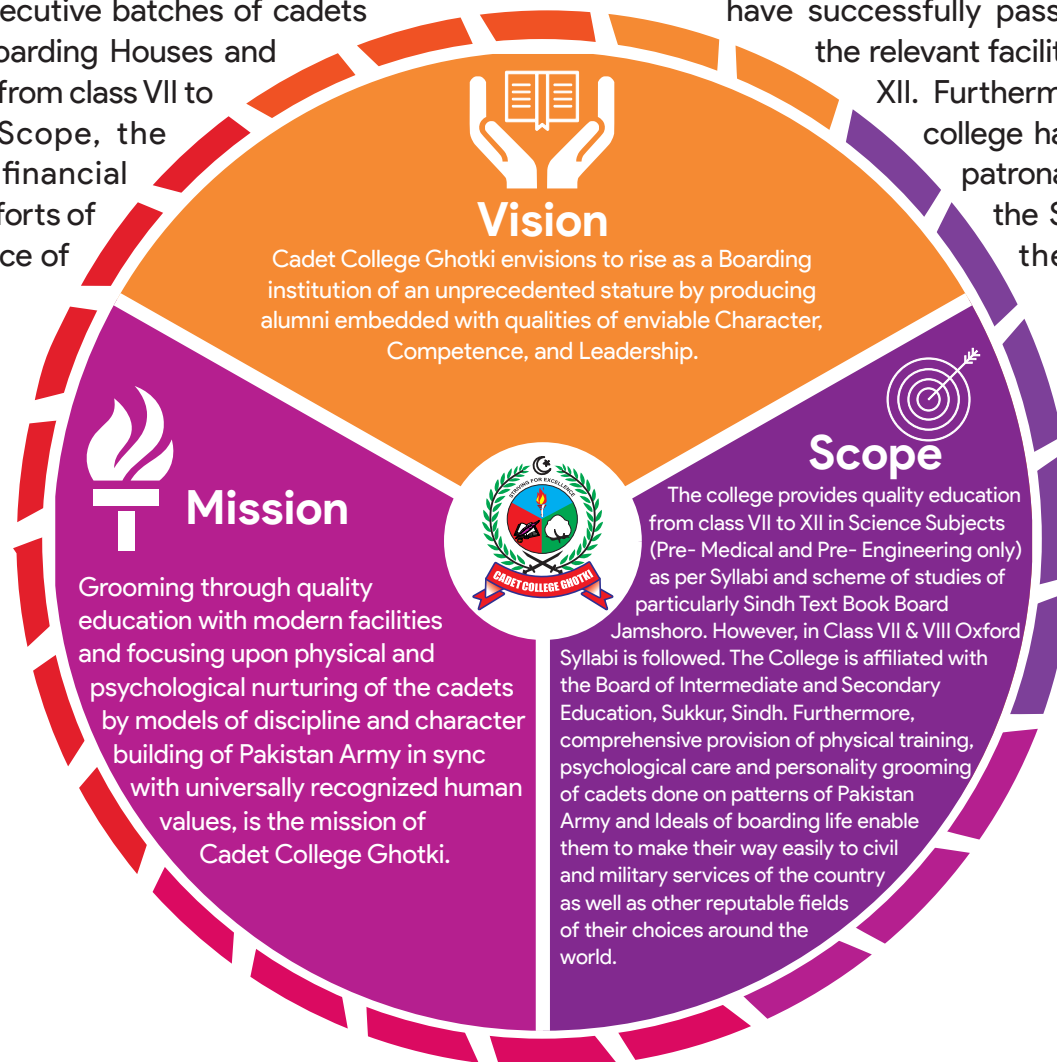 ecutive batches of cadets
oarding Houses and
from class VII to
Scope, the
financial
forts of
ce of
have successfully pass
the relevant facilit
XII. Furtherm
college ha
patrona
the S
the
Vision
Cadet College Ghotki envisions to rise as a Boarding
institution of an unprecedented stature by producing
alumni embedded with qualities of enviable Character,
Competence, and Leadership.
Mission
Grooming through quality
education with modern facilities
and focusing upon physical and
psychological nurturing of the cadets
by models of discipline and character
building of Pakistan Army in sync
with universally recognized human
values, is the mission of
Cadet College Ghotki.
STRIVING FOR EXCELLENCE
CADET COLLEGE GHOTKI
Scope
The college provides quality education
from class VII to XII in Science Subjects
(Pre- Medical and Pre- Engineering only)
as per Syllabi and scheme of studies of
particularly Sindh Text Book Board
Jamshoro. However, in Class VII & VIII Oxford
Syllabi is followed. The College is affiliated with
the Board of Intermediate and Secondary
Education, Sukkur, Sindh. Furthermore,
comprehensive provision of physical training,
psychological care and personality grooming
of cadets done on patterns of Pakistan
Army and Ideals of boarding life enable
them to make their way easily to civil
and military services of the country
as well as other reputable fields
of their choices around the
world.